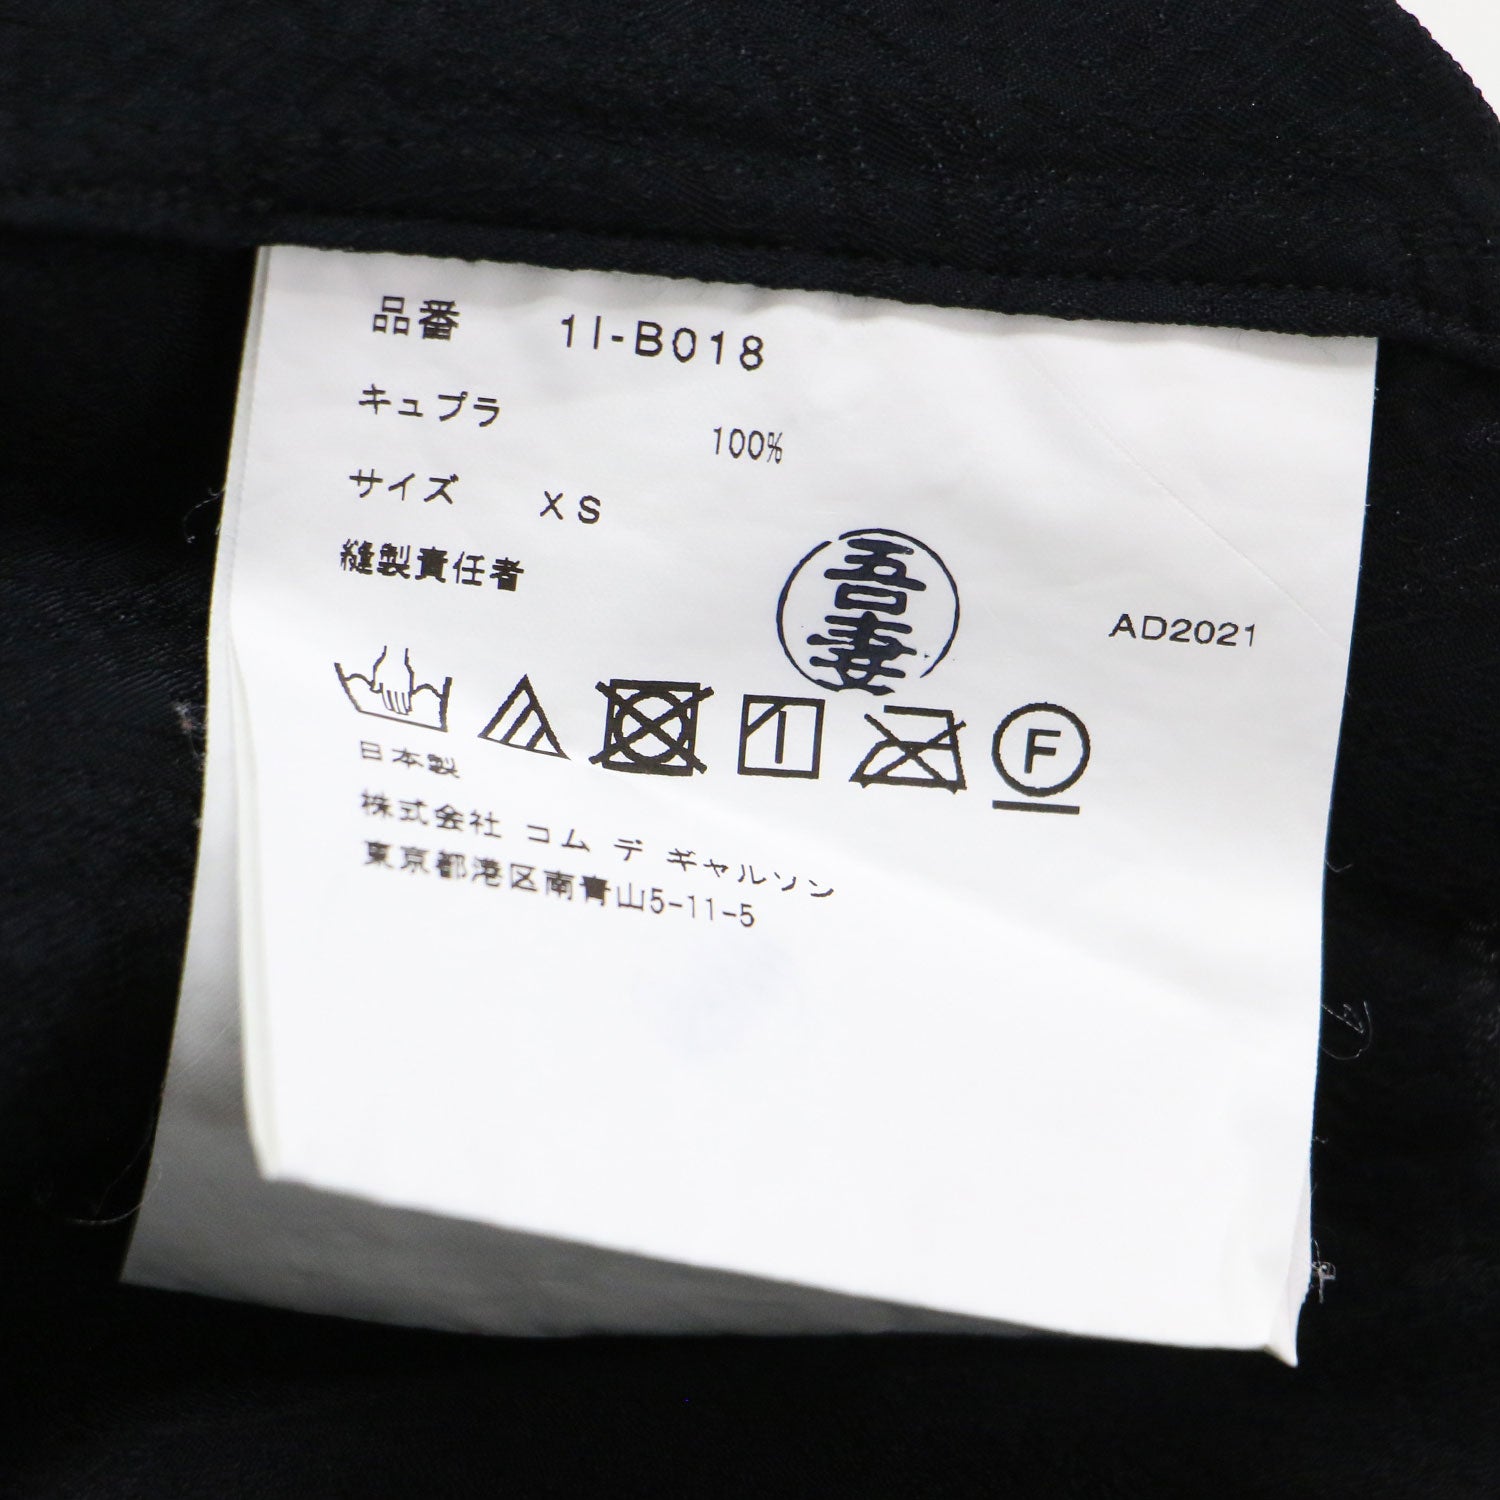 品番 1I-B018
キュプラ 100%
サイズ XS
縫製責任者 吾妻 AD2021
F
日本製
株式会社 コム デ ギャルソン
東京都港区南青山5-11-5